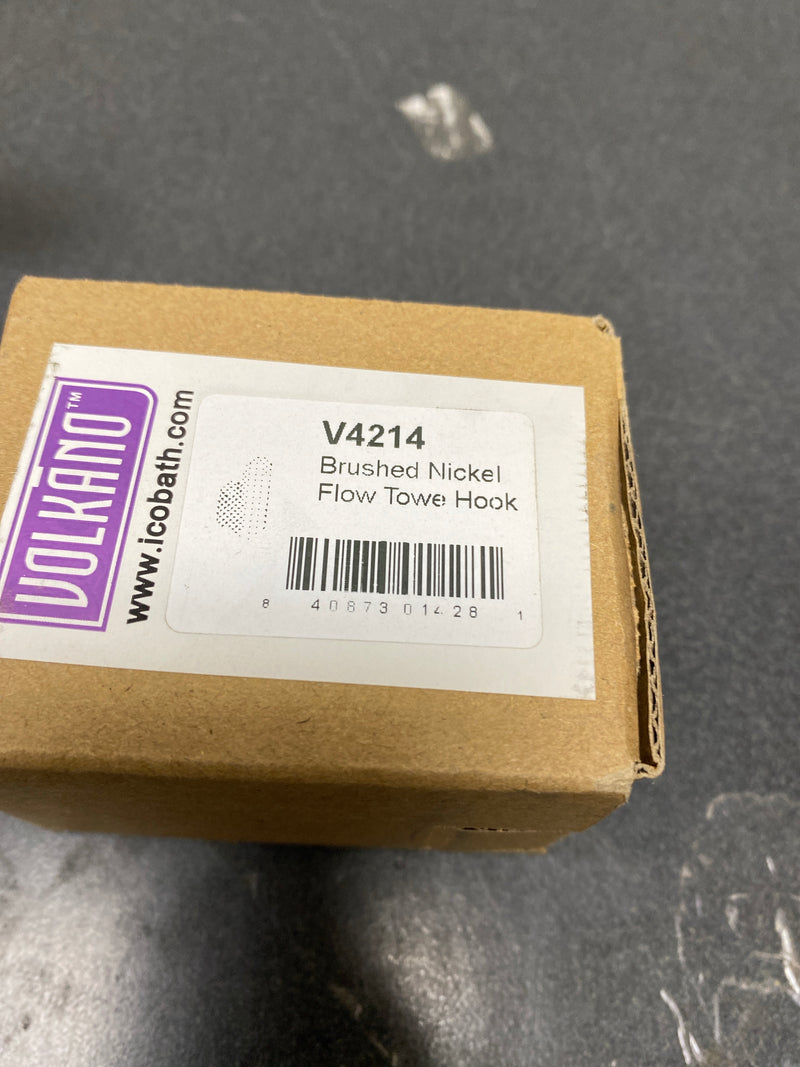 VOLKANO™
www.icobath.com
V4214
Brushed Nickel
Flow Towe Hook
8 40873 01428 1